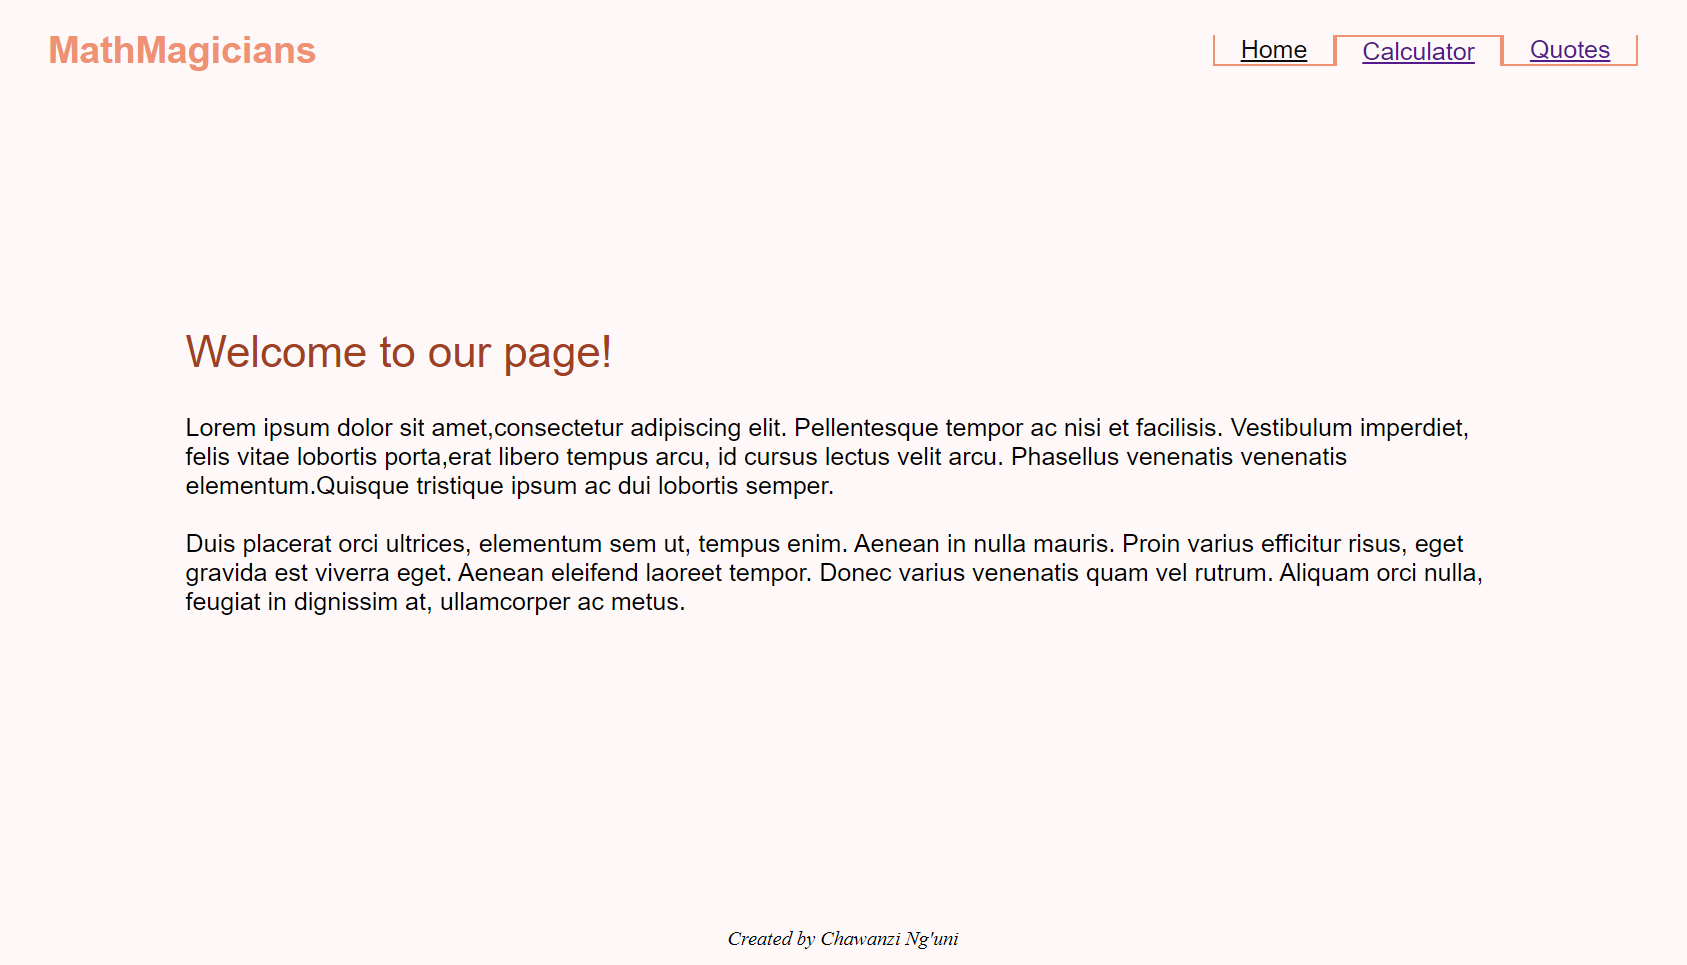 MathMagicians
Home Calculator Quotes
Welcome to our page!
Lorem ipsum dolor sit amet,consectetur adipiscing elit. Pellentesque tempor ac nisi et facilisis. Vestibulum imperdiet,
felis vitae lobortis porta,erat libero tempus arcu, id cursus lectus velit arcu. Phasellus venenatis venenatis
elementum.Quisque tristique ipsum ac dui lobortis semper.
Duis placerat orci ultrices, elementum sem ut, tempus enim. Aenean in nulla mauris. Proin varius efficitur risus, eget
gravida est viverra eget. Aenean eleifend laoreet tempor. Donec varius venenatis quam vel rutrum. Aliquam orci nulla,
feugiat in dignissim at, ullamcorper ac metus.
Created by Chawanzi Ng'uni